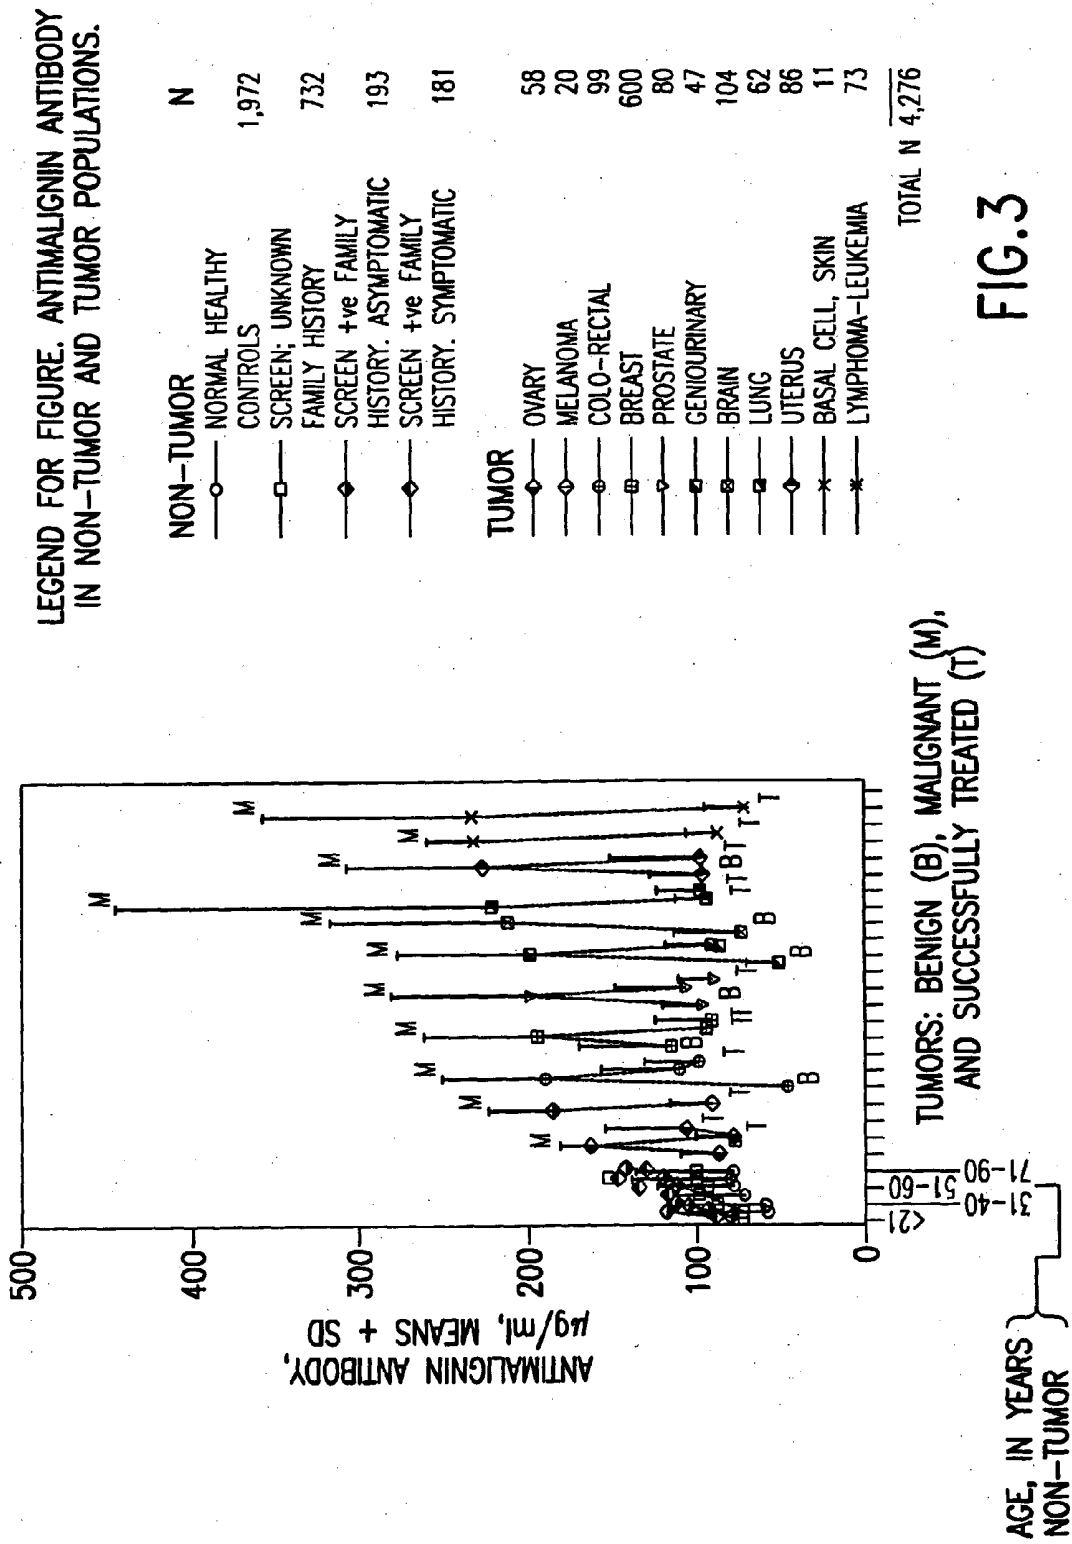 LEGEND FOR FIGURE. ANTIMALIGNIN ANTIBODY
IN NON-TUMOR AND TUMOR POPULATIONS.
NON-TUMOR N
NORMAL HEALTHY
CONTROLS 1,972
SCREEN; UNKNOWN
FAMILY HISTORY 732
SCREEN +ve FAMILY
HISTORY. ASYMPTOMATIC 193
SCREEN +ve FAMILY
HISTORY. SYMPTOMATIC 181
TUMOR
OVARY 58
MELANOMA 20
COLO-RECTAL 99
BREAST 600
PROSTATE 80
GENIOURINARY 47
BRAIN 104
LUNG 62
UTERUS 86
BASAL CELL, SKIN 11
LYMPHOMA-LEUKEMIA 73
TOTAL N 4,276
FIG.3
500
400
300
200
100
0
ANTIMALIGNIN ANTIBODY,
µg/ml, MEANS + SD
M M M M M M M M M M M
T T T B T B TT B T B B TT B T T T
<21
31-40
51-60
71-90
AGE, IN YEARS
NON-TUMOR
TUMORS: BENIGN (B), MALIGNANT (M),
AND SUCCESSFULLY TREATED (T)